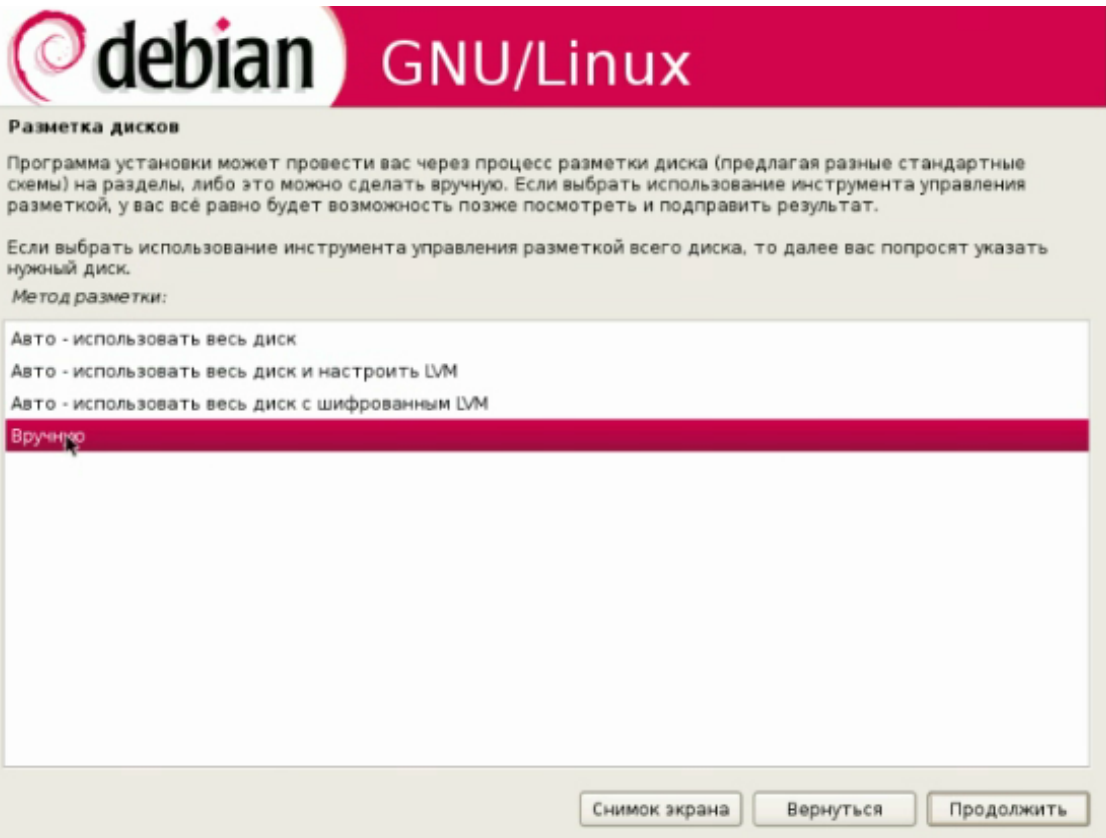 debian GNU/Linux
Разметка дисков
Программа установки может провести вас через процесс разметки диска (предлагая разные стандартные
схемы) на разделы, либо это можно сделать вручную. Если выбрать использование инструмента управления
разметкой, у вас всё равно будет возможность позже посмотреть и подправить результат.
Если выбрать использование инструмента управления разметкой всего диска, то далее вас попросят указать
нужный диск.
Метод разметки:
Авто - использовать весь диск
Авто - использовать весь диск и настроить LVM
Авто - использовать весь диск с шифрованным LVM
Вручную
Снимок экрана Вернуться Продолжить